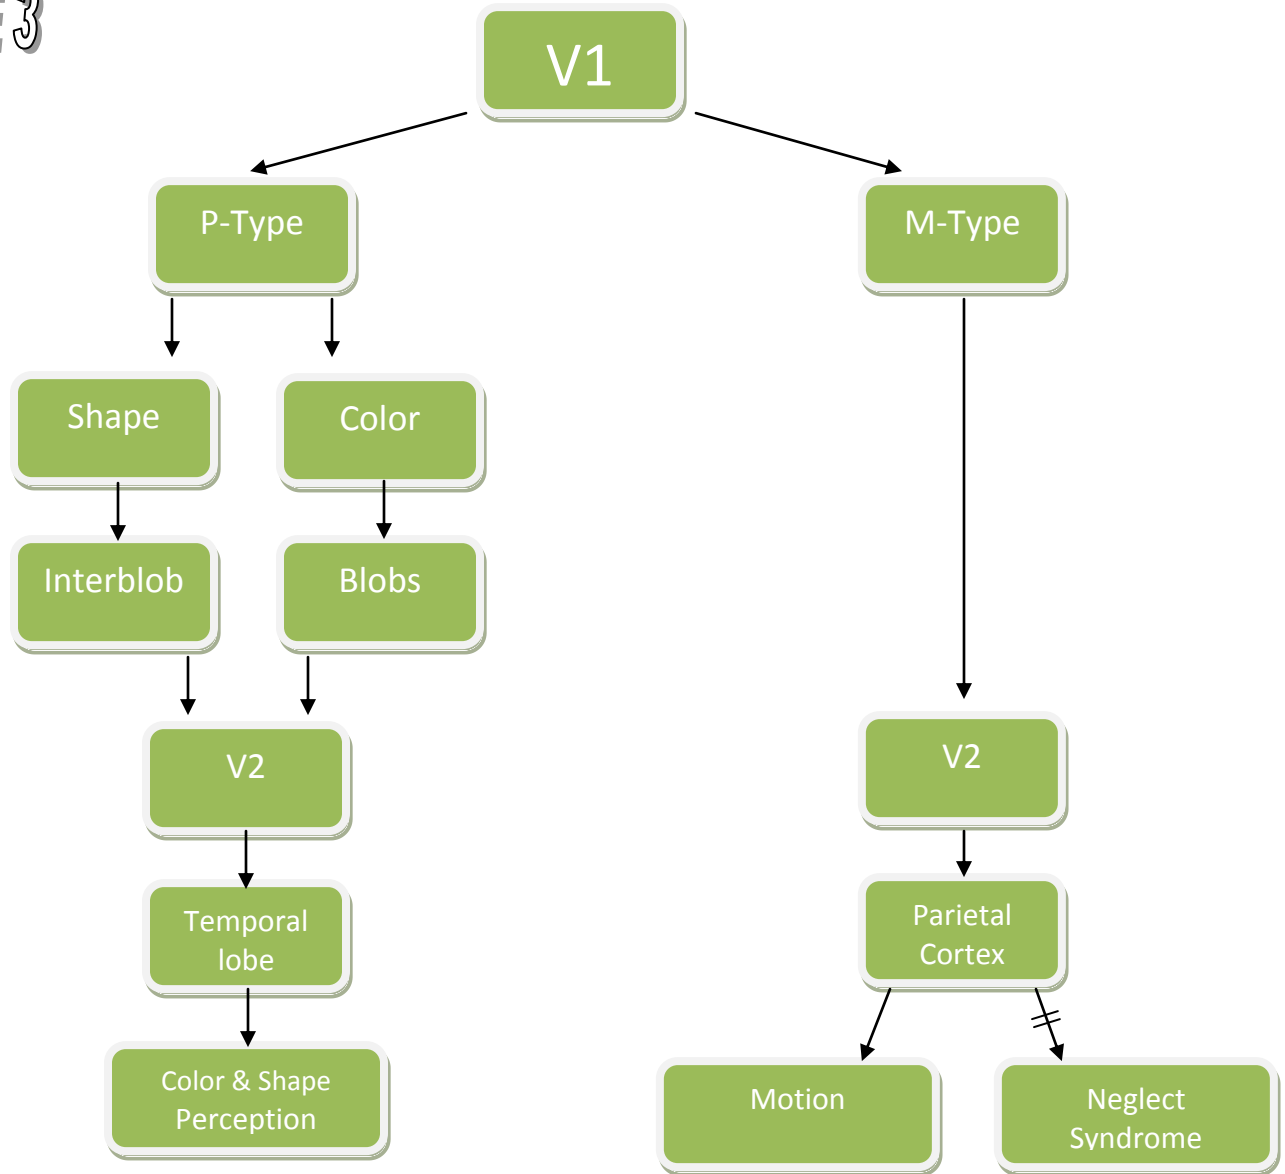 3
V1
P-Type
M-Type
Shape
Color
Interblob
Blobs
V2
V2
Temporal
lobe
Parietal
Cortex
Color & Shape
Perception
Motion
Neglect
Syndrome